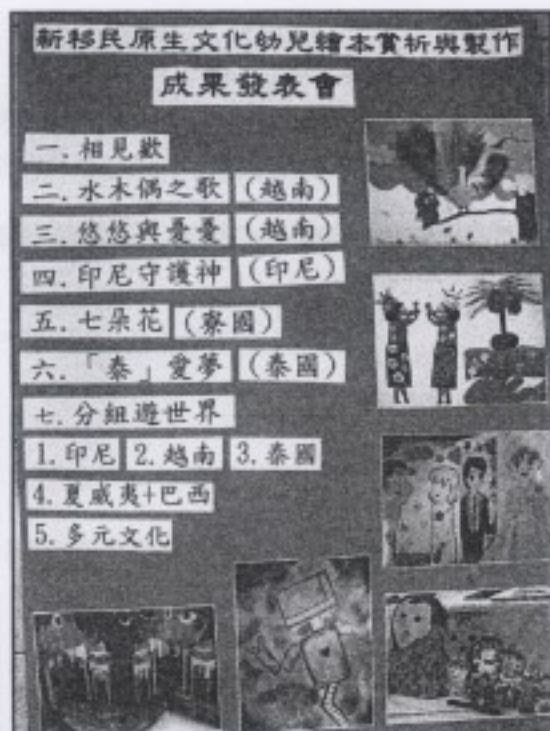 新移民原生文化幼兒繪本賞析與製作
成果發表會
一.相見歡
二.水木偶之歌 (越南)
三.悠悠與憂憂 (越南)
四.印尼守護神 (印尼)
五.七朵花 (寮國)
六.「泰」愛夢 (泰國)
七.分組遊世界
1.印尼 2.越南 3.泰國
4.夏威夷+巴西
5.多元文化